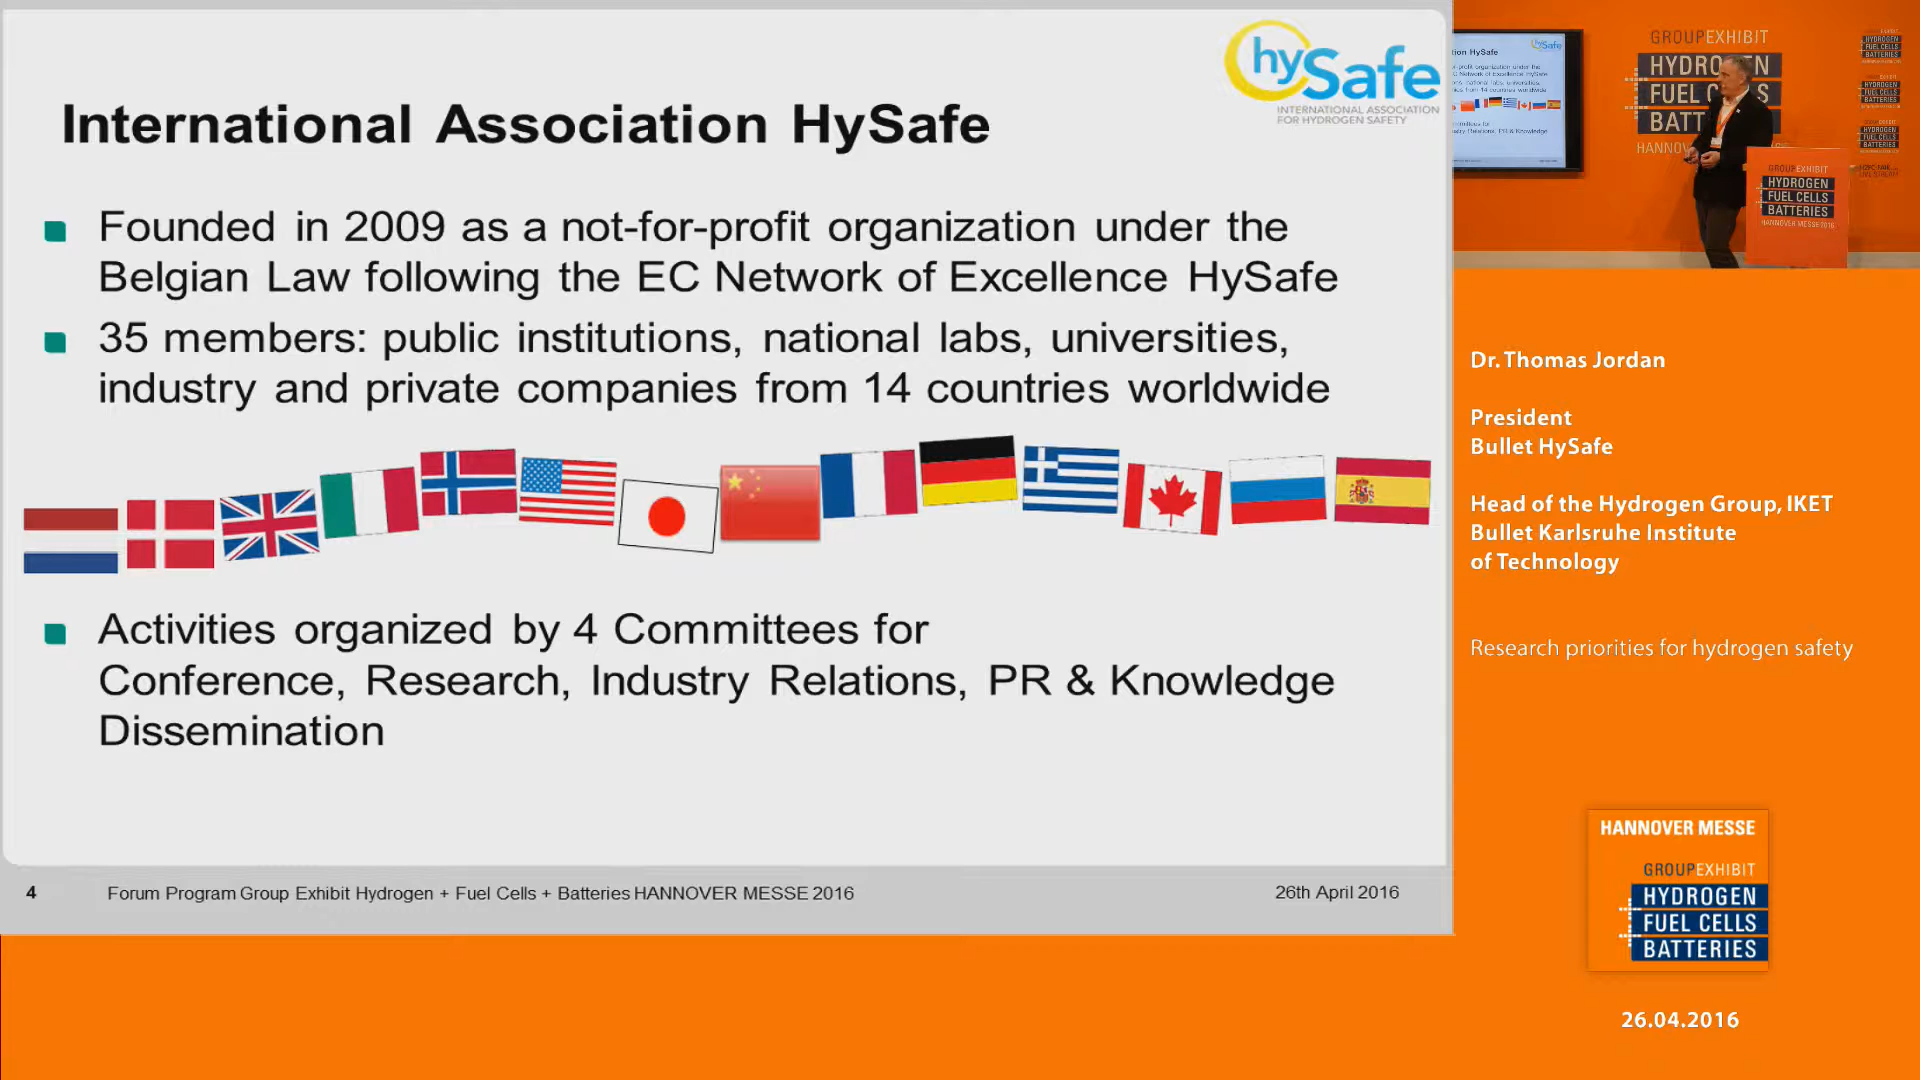 hySafe
INTERNATIONAL ASSOCIATION
FOR HYDROGEN SAFETY
International Association HySafe
Founded in 2009 as a not-for-profit organization under the
Belgian Law following the EC Network of Excellence HySafe
35 members: public institutions, national labs, universities,
industry and private companies from 14 countries worldwide
Activities organized by 4 Committees for
Conference, Research, Industry Relations, PR & Knowledge
Dissemination
4 Forum Program Group Exhibit Hydrogen + Fuel Cells + Batteries HANNOVER MESSE 2016 26th April 2016
GROUPEXHIBIT
GROUPEXHIBIT
HYDROGEN
FUEL CELLS
BATTERIES
HANNOVER MESSE 2016
Dr. Thomas Jordan
President
Bullet HySafe
Head of the Hydrogen Group, IKET
Bullet Karlsruhe Institute
of Technology
Research priorities for hydrogen safety
HANNOVER MESSE
GROUPEXHIBIT
HYDROGEN
FUEL CELLS
BATTERIES
26.04.2016